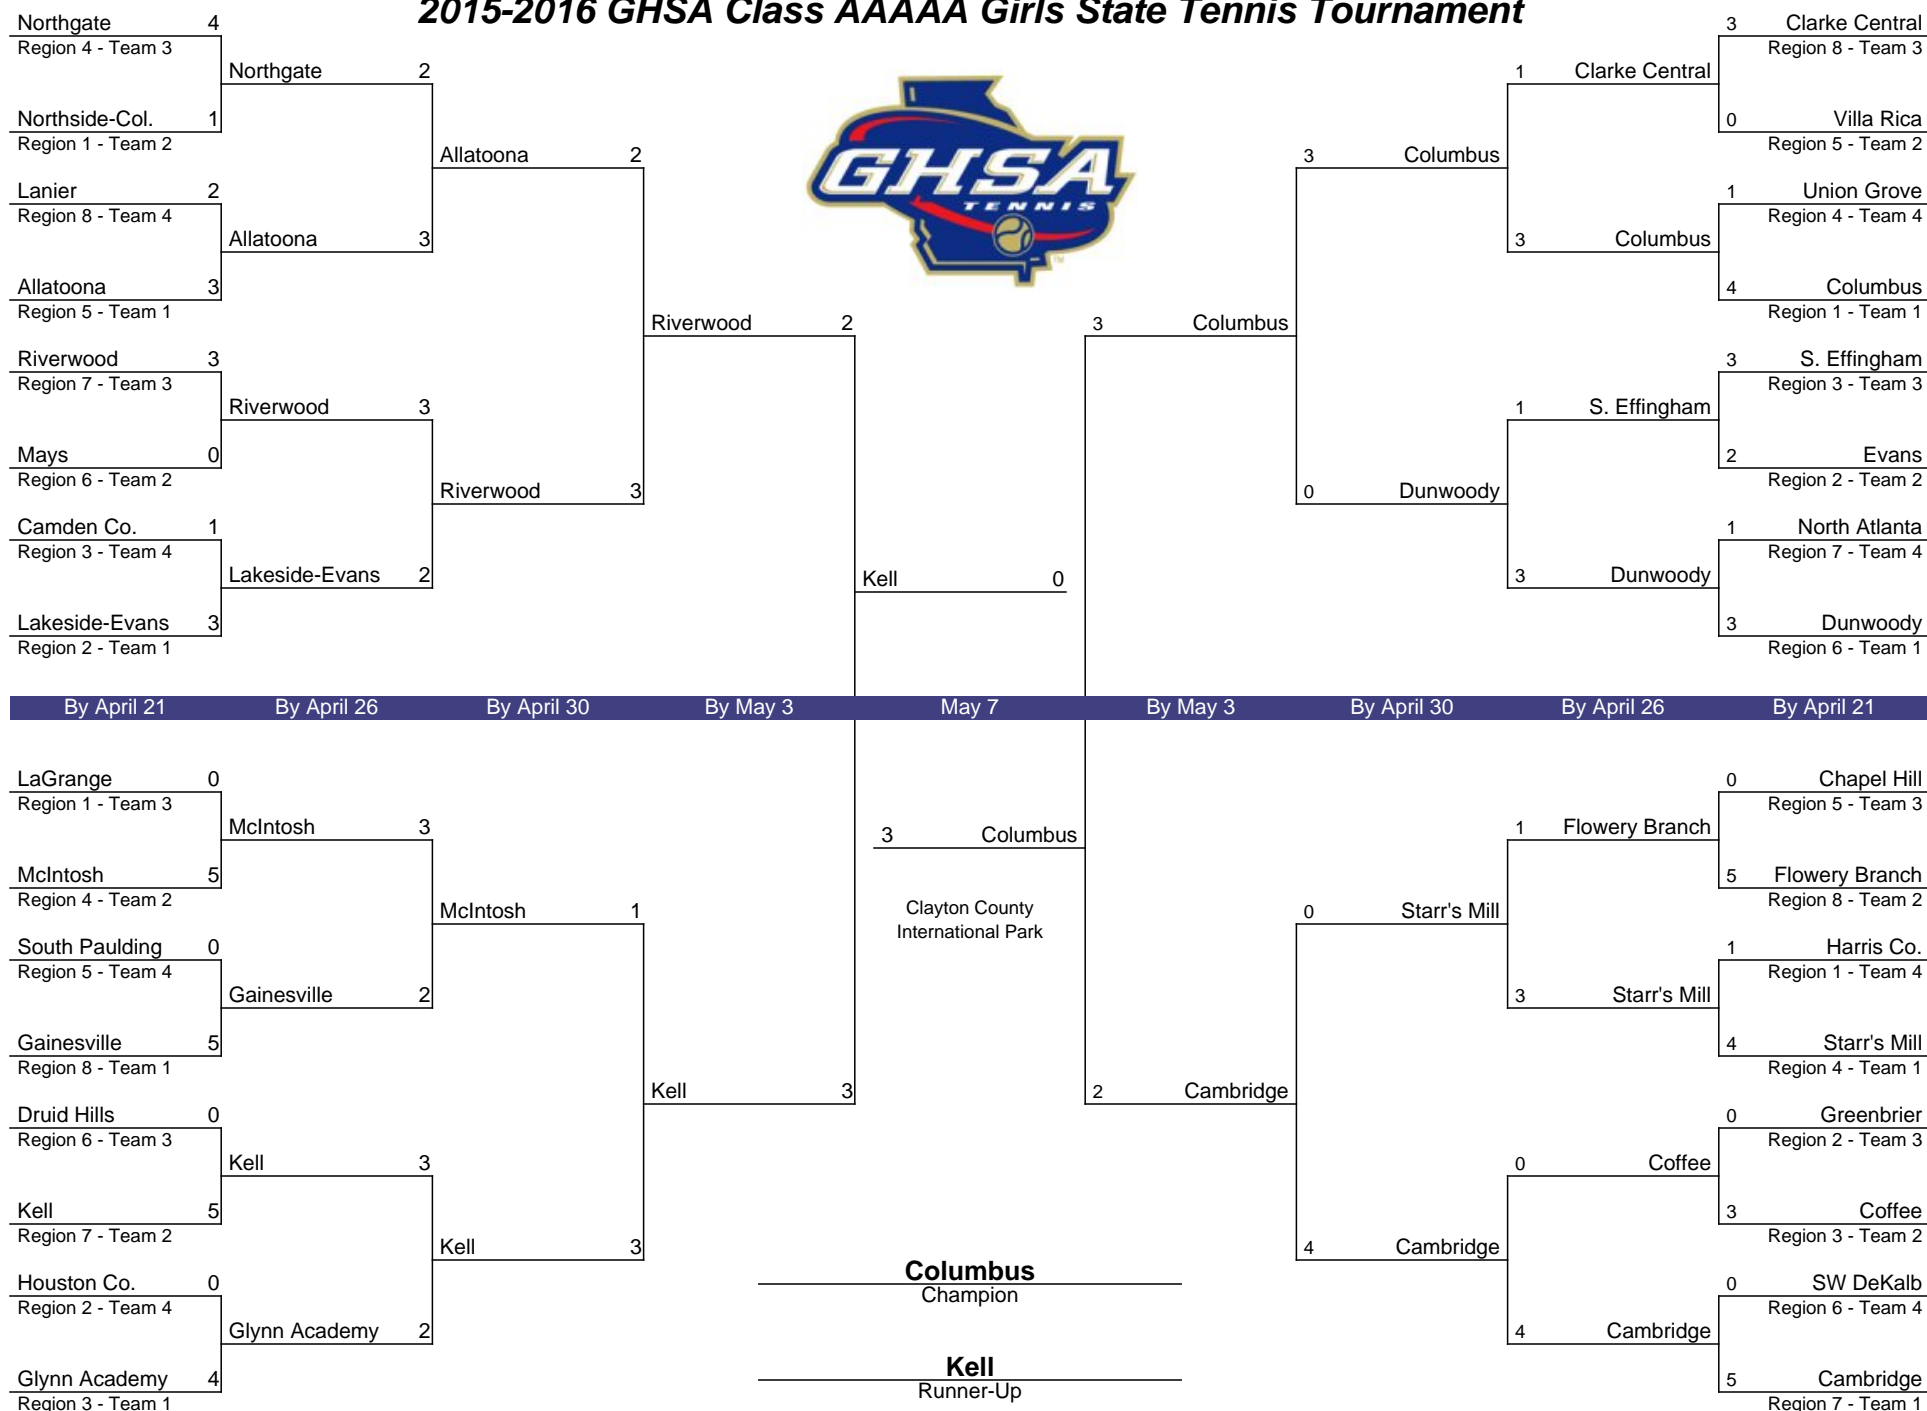 2015-2016 GHSA Class AAAAA Girls State Tennis Tournament
Northgate 4
Region 4 - Team 3
Northside-Col. 1
Region 1 - Team 2
Lanier 2
Region 8 - Team 4
Allatoona 3
Region 5 - Team 1
Riverwood 3
Region 7 - Team 3
Mays 0
Region 6 - Team 2
Camden Co. 1
Region 3 - Team 4
Lakeside-Evans 3
Region 2 - Team 1
Northgate 2
Allatoona 3
Riverwood 3
Lakeside-Evans 2
Allatoona 2
Riverwood 3
Riverwood 2
Kell 0
GHSA
TENNIS
TM
3 Columbus
3 Columbus
0 Dunwoody
1 Clarke Central
3 Columbus
1 S. Effingham
3 Dunwoody
3 Clarke Central
Region 8 - Team 3
0 Villa Rica
Region 5 - Team 2
1 Union Grove
Region 4 - Team 4
4 Columbus
Region 1 - Team 1
3 S. Effingham
Region 3 - Team 3
2 Evans
Region 2 - Team 2
1 North Atlanta
Region 7 - Team 4
3 Dunwoody
Region 6 - Team 1
By April 21 By April 26 By April 30 By May 3 May 7 By May 3 By April 30 By April 26 By April 21
LaGrange 0
Region 1 - Team 3
McIntosh 5
Region 4 - Team 2
South Paulding 0
Region 5 - Team 4
Gainesville 5
Region 8 - Team 1
Druid Hills 0
Region 6 - Team 3
Kell 5
Region 7 - Team 2
Houston Co. 0
Region 2 - Team 4
Glynn Academy 4
Region 3 - Team 1
McIntosh 3
Gainesville 2
Kell 3
Glynn Academy 2
McIntosh 1
Kell 3
Kell 3
3 Columbus
Clayton County
International Park
2 Cambridge
0 Starr's Mill
4 Cambridge
1 Flowery Branch
3 Starr's Mill
0 Coffee
4 Cambridge
0 Chapel Hill
Region 5 - Team 3
5 Flowery Branch
Region 8 - Team 2
1 Harris Co.
Region 1 - Team 4
4 Starr's Mill
Region 4 - Team 1
0 Greenbrier
Region 2 - Team 3
3 Coffee
Region 3 - Team 2
0 SW DeKalb
Region 6 - Team 4
5 Cambridge
Region 7 - Team 1
Columbus
Champion
Kell
Runner-Up